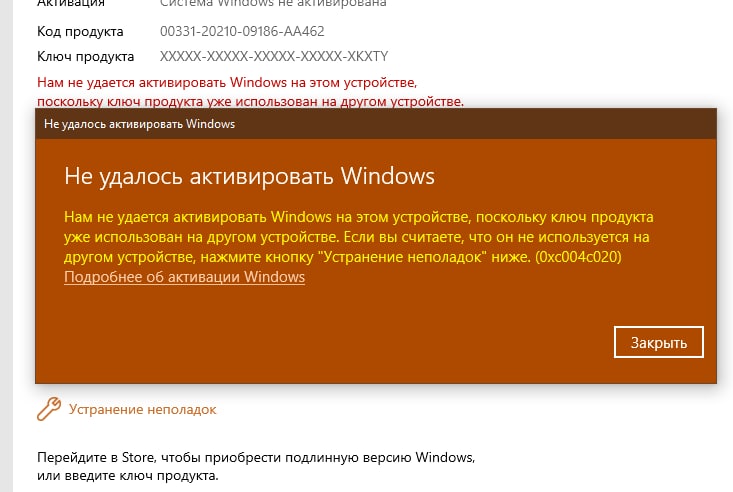 Активация Система Windows не активирована
Код продукта 00331-20210-09186-AA462
Ключ продукта XXXXX-XXXXX-XXXXX-XXXXX-XKXTY
Нам не удается активировать Windows на этом устройстве,
поскольку ключ продукта уже использован на другом устройстве.
Не удалось активировать Windows
Не удалось активировать Windows
Нам не удается активировать Windows на этом устройстве, поскольку ключ продукта
уже использован на другом устройстве. Если вы считаете, что он не используется на
другом устройстве, нажмите кнопку "Устранение неполадок" ниже. (0xc004c020)
Подробнее об активации Windows
Закрыть
Устранение неполадок
Перейдите в Store, чтобы приобрести подлинную версию Windows,
или введите ключ продукта.